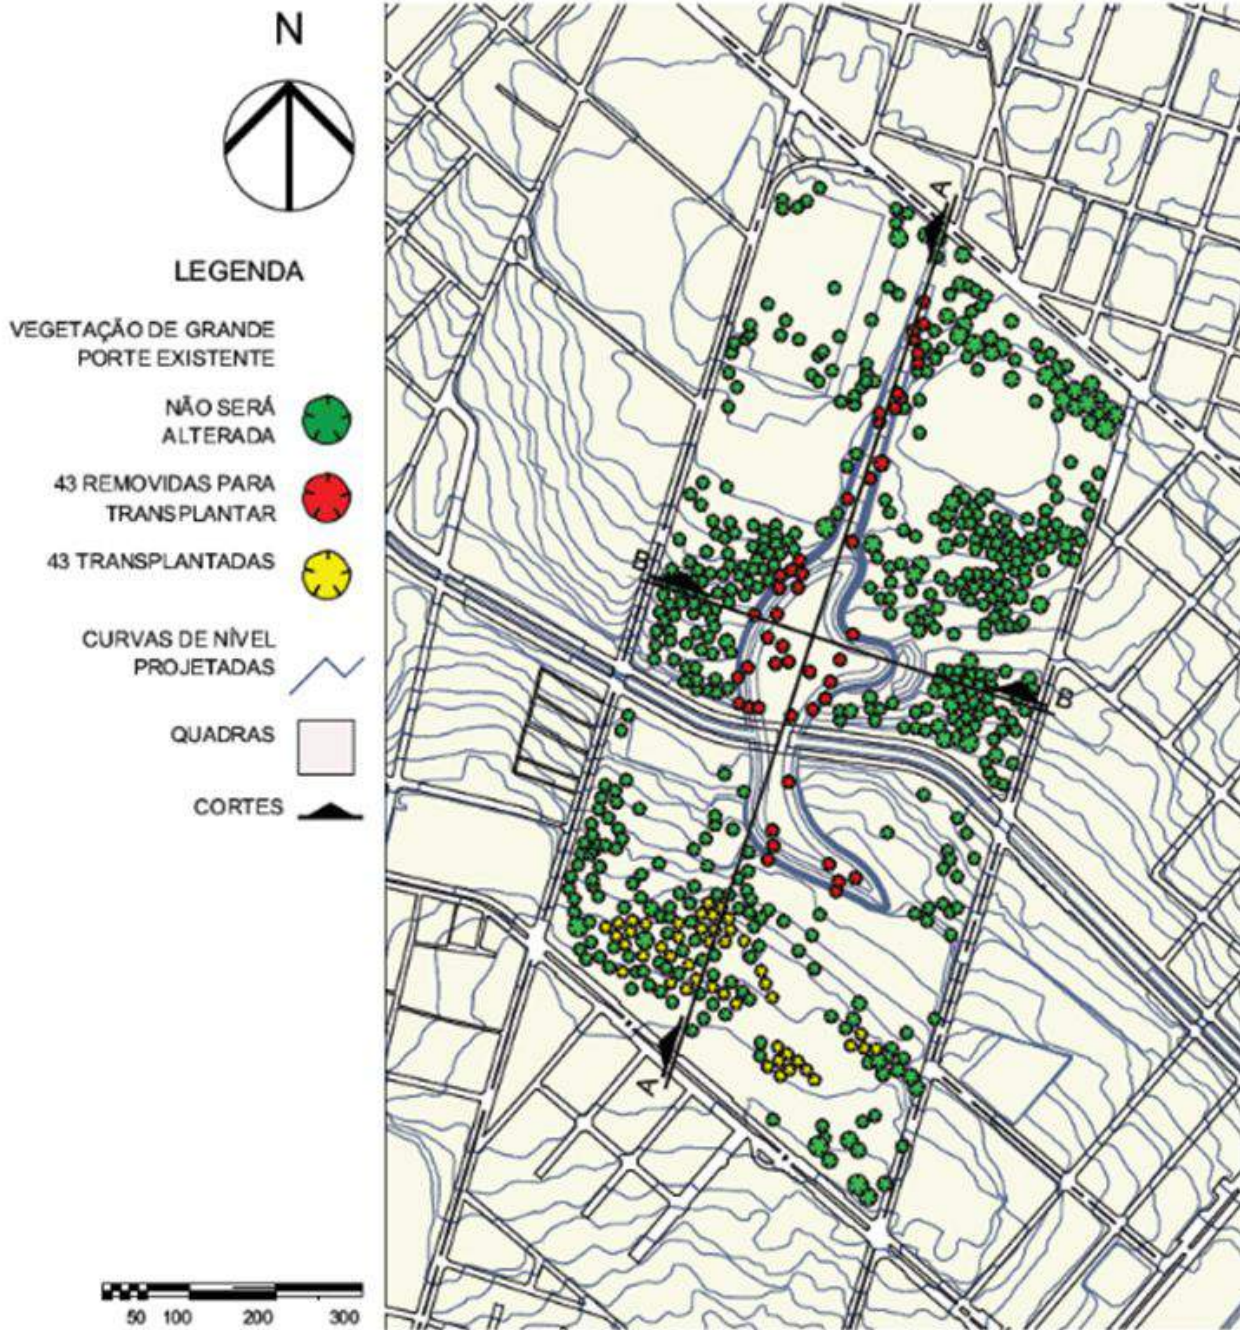 N
LEGENDA
VEGETAÇÃO DE GRANDE
PORTE EXISTENTE
NÃO SERÁ
ALTERADA
43 REMOVIDAS PARA
TRANSPLANTAR
43 TRANSPLANTADAS
CURVAS DE NÍVEL
PROJETADAS
QUADRAS
CORTES
50 100 200 300
A
B
B
A